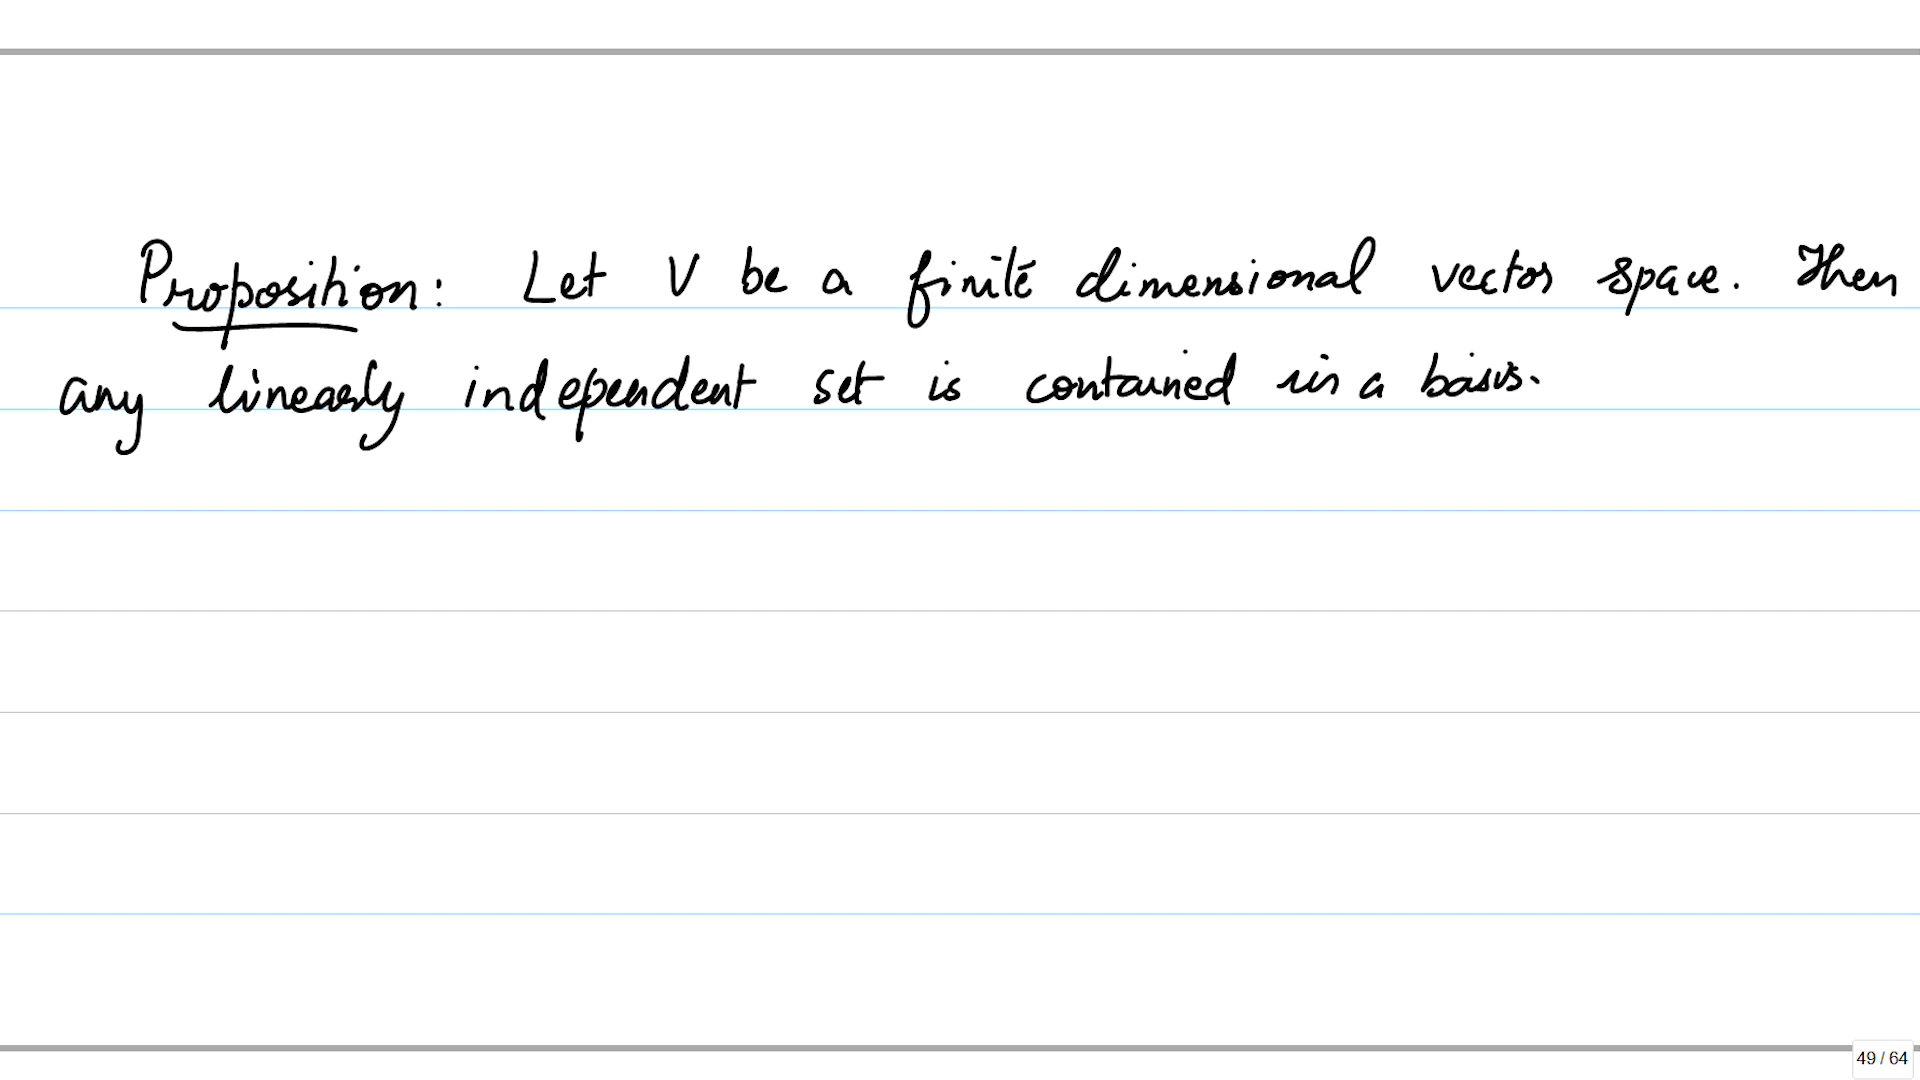 Proposition: Let V be a finite dimensional vector space. Then
any linearly independent set is contained in a basis.
49 / 64